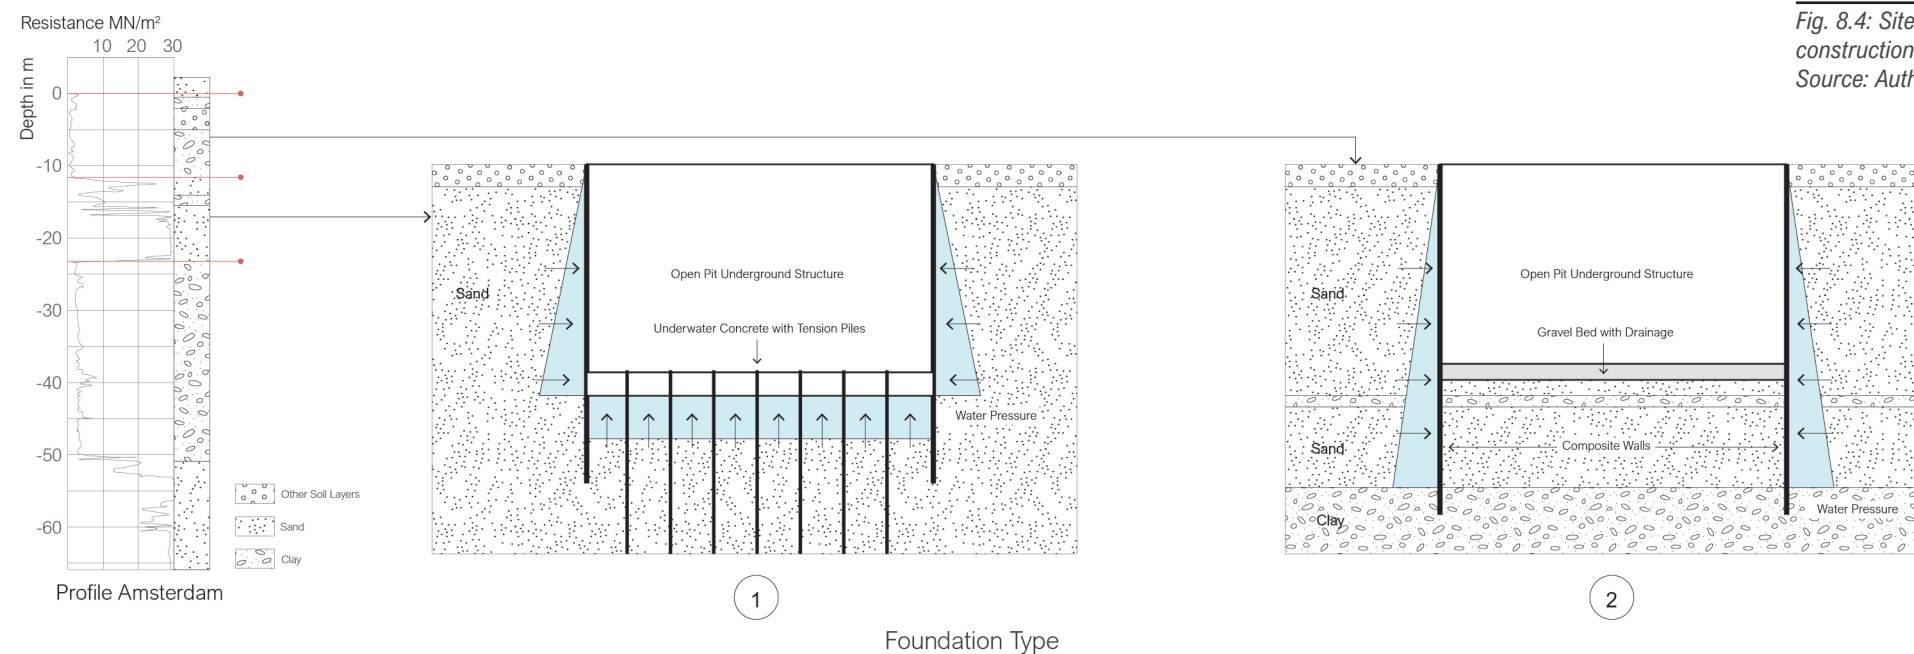 Resistance MN/m²
10 20 30
Depth in m
0
-10
-20
-30
-40
-50
-60
Profile Amsterdam
Other Soil Layers
Sand
Clay
Sand
Open Pit Underground Structure
Underwater Concrete with Tension Piles
Water Pressure
1
Foundation Type
Sand
Open Pit Underground Structure
Gravel Bed with Drainage
Sand
Composite Walls
Clay
Water Pressure
2
Fig. 8.4: Site
construction
Source: Auth